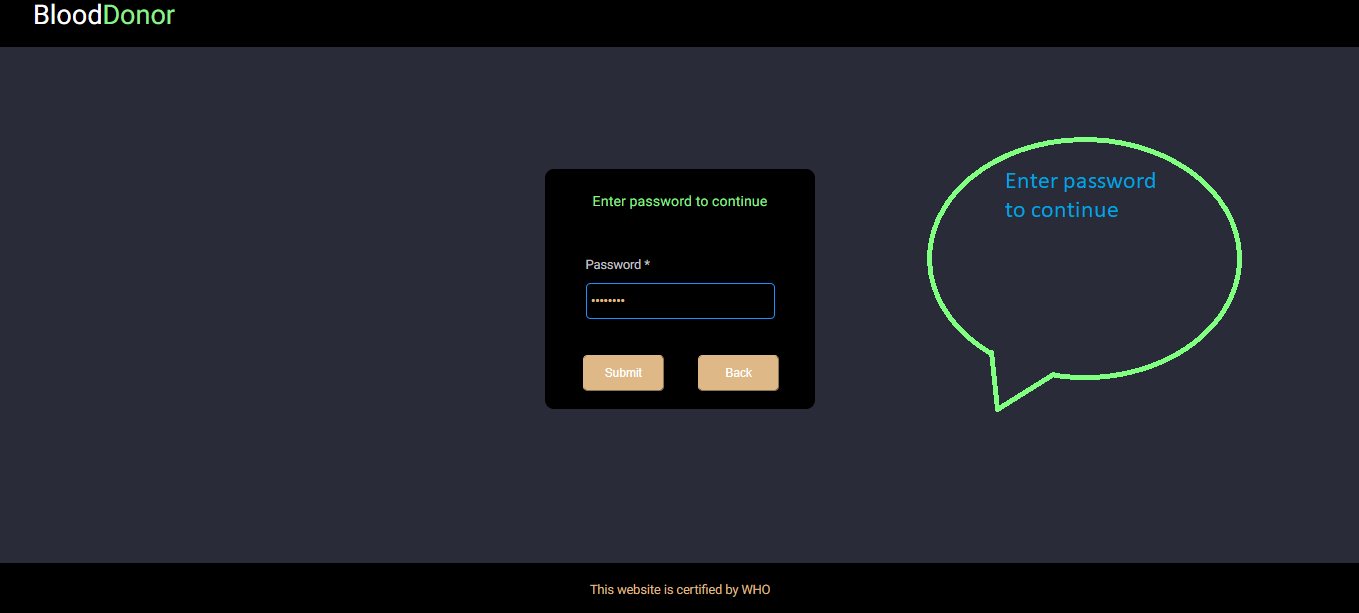 BloodDonor
Enter password to continue
Password *
••••••••
Submit
Back
Enter password
to continue
This website is certified by WHO